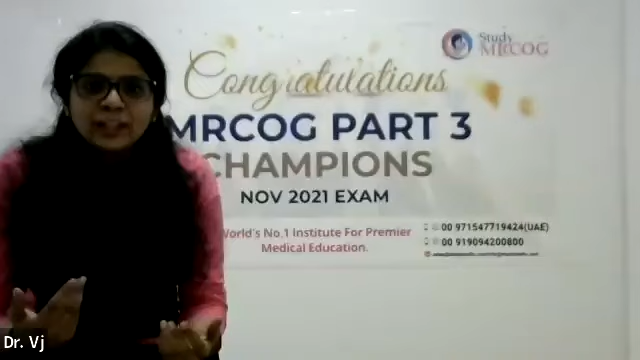 Study
MRCOG
Congratulations
MRCOG PART 3
CHAMPIONS
NOV 2021 EXAM
World's No.1 Institute For Premier
Medical Education.
00 971547719424(UAE)
00 919094200800
Dr. Vj